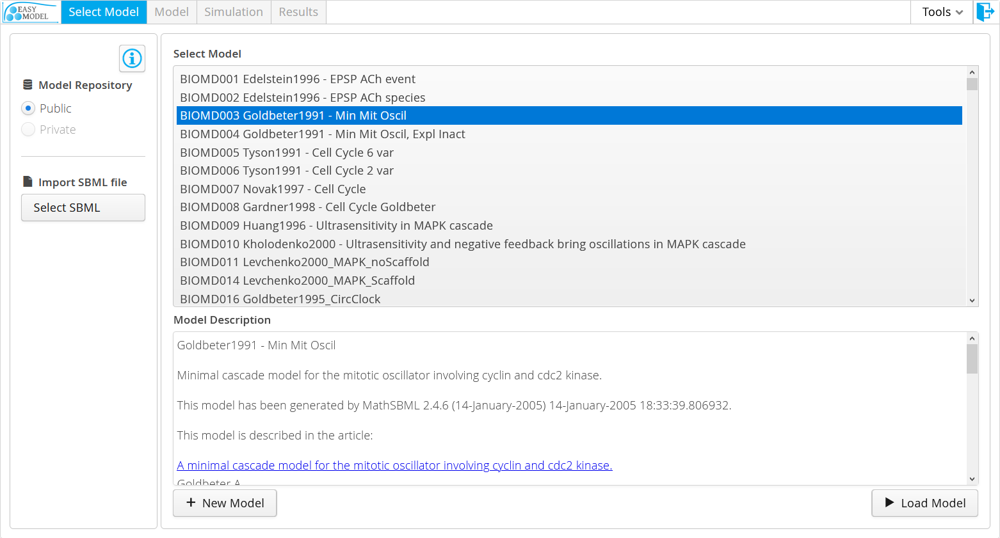 EASY MODEL
Select Model
Model
Simulation
Results
Tools
Model Repository
Public
Private
Import SBML file
Select SBML
Select Model
BIOMD001 Edelstein1996 - EPSP ACh event
BIOMD002 Edelstein1996 - EPSP ACh species
BIOMD003 Goldbeter1991 - Min Mit Oscil
BIOMD004 Goldbeter1991 - Min Mit Oscil, Expl Inact
BIOMD005 Tyson1991 - Cell Cycle 6 var
BIOMD006 Tyson1991 - Cell Cycle 2 var
BIOMD007 Novak1997 - Cell Cycle
BIOMD008 Gardner1998 - Cell Cycle Goldbeter
BIOMD009 Huang1996 - Ultrasensitivity in MAPK cascade
BIOMD010 Kholodenko2000 - Ultrasensitivity and negative feedback bring oscillations in MAPK cascade
BIOMD011 Levchenko2000_MAPK_noScaffold
BIOMD014 Levchenko2000_MAPK_Scaffold
BIOMD016 Goldbeter1995_CircClock
Model Description
Goldbeter1991 - Min Mit Oscil
Minimal cascade model for the mitotic oscillator involving cyclin and cdc2 kinase.
This model has been generated by MathSBML 2.4.6 (14-January-2005) 14-January-2005 18:33:39.806932.
This model is described in the article:
A minimal cascade model for the mitotic oscillator involving cyclin and cdc2 kinase.
Goldbeter A
New Model
Load Model